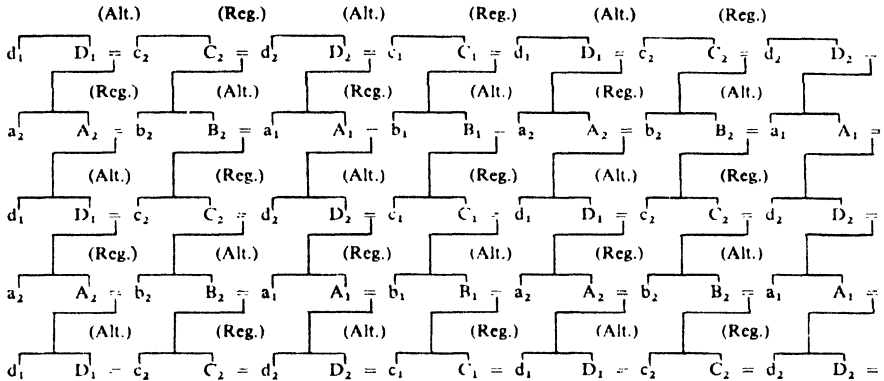 (Alt.) (Reg.) (Alt.) (Reg.) (Alt.) (Reg.)
d₁ D₁ = c₂ C₂ = d₂ D₂ = c₁ C₁ = d₁ D₁ = c₂ C₂ = d₂ D₂ =
(Reg.) (Alt.) (Reg.) (Alt.) (Reg.) (Alt.)
a₂ A₂ = b₂ B₂ = a₁ A₁ = b₁ B₁ = a₂ A₂ = b₂ B₂ = a₁ A₁ =
(Alt.) (Reg.) (Alt.) (Reg.) (Alt.) (Reg.)
d₁ D₁ = c₂ C₂ = d₂ D₂ = c₁ C₁ = d₁ D₁ = c₂ C₂ = d₂ D₂ =
(Reg.) (Alt.) (Reg.) (Alt.) (Reg.) (Alt.)
a₂ A₂ = b₂ B₂ = a₁ A₁ = b₁ B₁ = a₂ A₂ = b₂ B₂ = a₁ A₁ =
(Alt.) (Reg.) (Alt.) (Reg.) (Alt.) (Reg.)
d₁ D₁ = c₂ C₂ = d₂ D₂ = c₁ C₁ = d₁ D₁ = c₂ C₂ = d₂ D₂ =